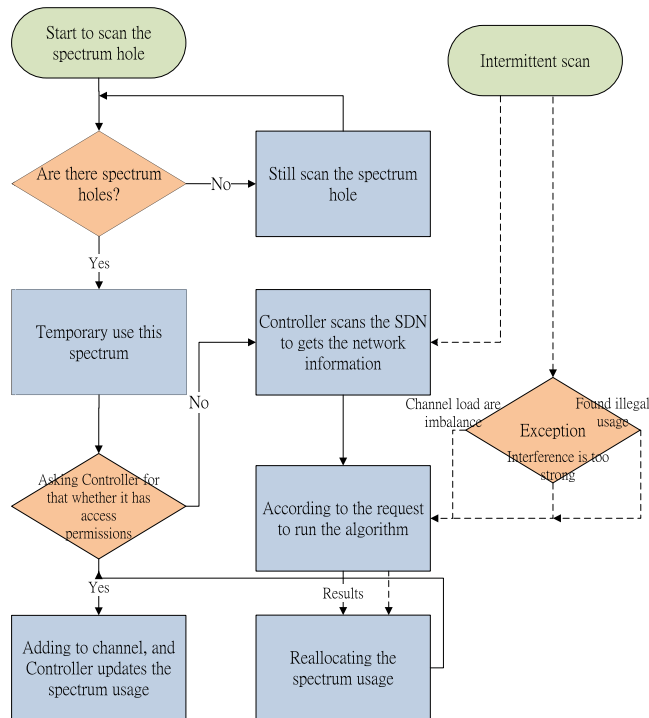 Start to scan the
spectrum hole
Intermittent scan
Are there spectrum
holes?
No
Still scan the spectrum
hole
Yes
Temporary use this
spectrum
Controller scans the SDN
to gets the network
information
No
Channel load are
imbalance
Found illegal
usage
Exception
Interference is too
strong
Asking Controller for
that whether it has
access
permissions
According to the request
to run the algorithm
Yes
Results
Adding to channel, and
Controller updates the
spectrum usage
Reallocating the
spectrum usage